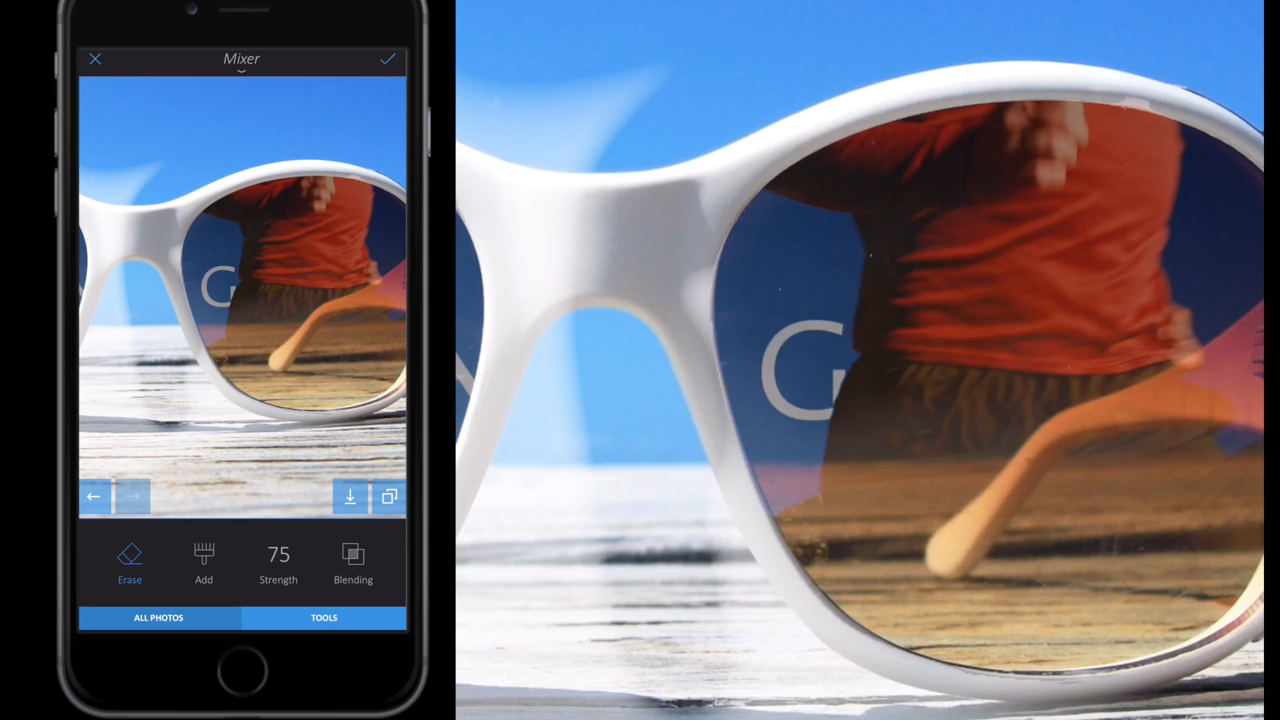 Mixer
G
75
Erase
Add
Strength
Blending
ALL PHOTOS
TOOLS
G